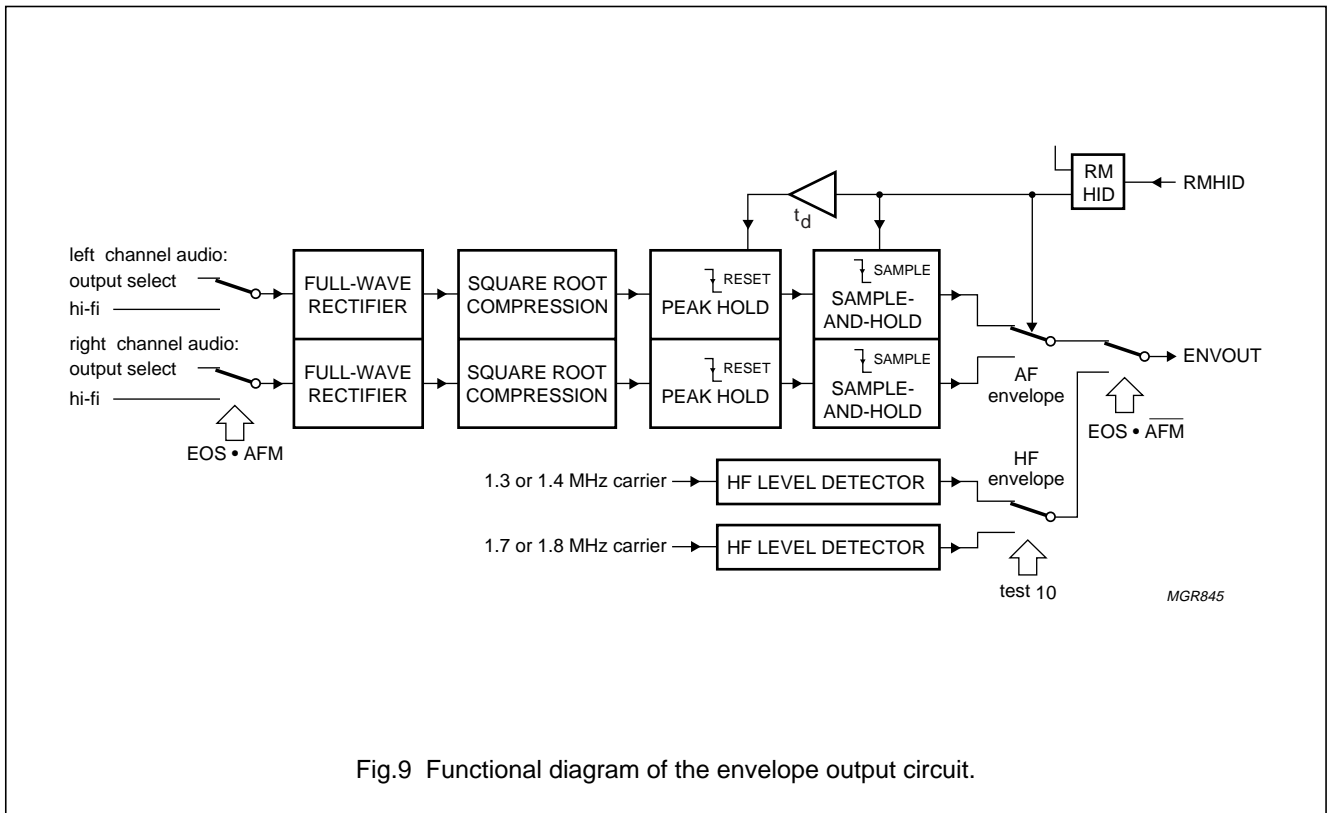 RM
HID
RMHID
td
left channel audio:
output select
hi-fi
right channel audio:
output select
hi-fi
EOS • AFM
FULL-WAVE
RECTIFIER
SQUARE ROOT
COMPRESSION
RESET
PEAK HOLD
SAMPLE
SAMPLE-
AND-HOLD
FULL-WAVE
RECTIFIER
SQUARE ROOT
COMPRESSION
RESET
PEAK HOLD
SAMPLE
SAMPLE-
AND-HOLD
AF
envelope
ENVOUT
EOS • A̅F̅M̅
HF
envelope
1.3 or 1.4 MHz carrier
HF LEVEL DETECTOR
1.7 or 1.8 MHz carrier
HF LEVEL DETECTOR
test 10
MGR845
Fig.9 Functional diagram of the envelope output circuit.